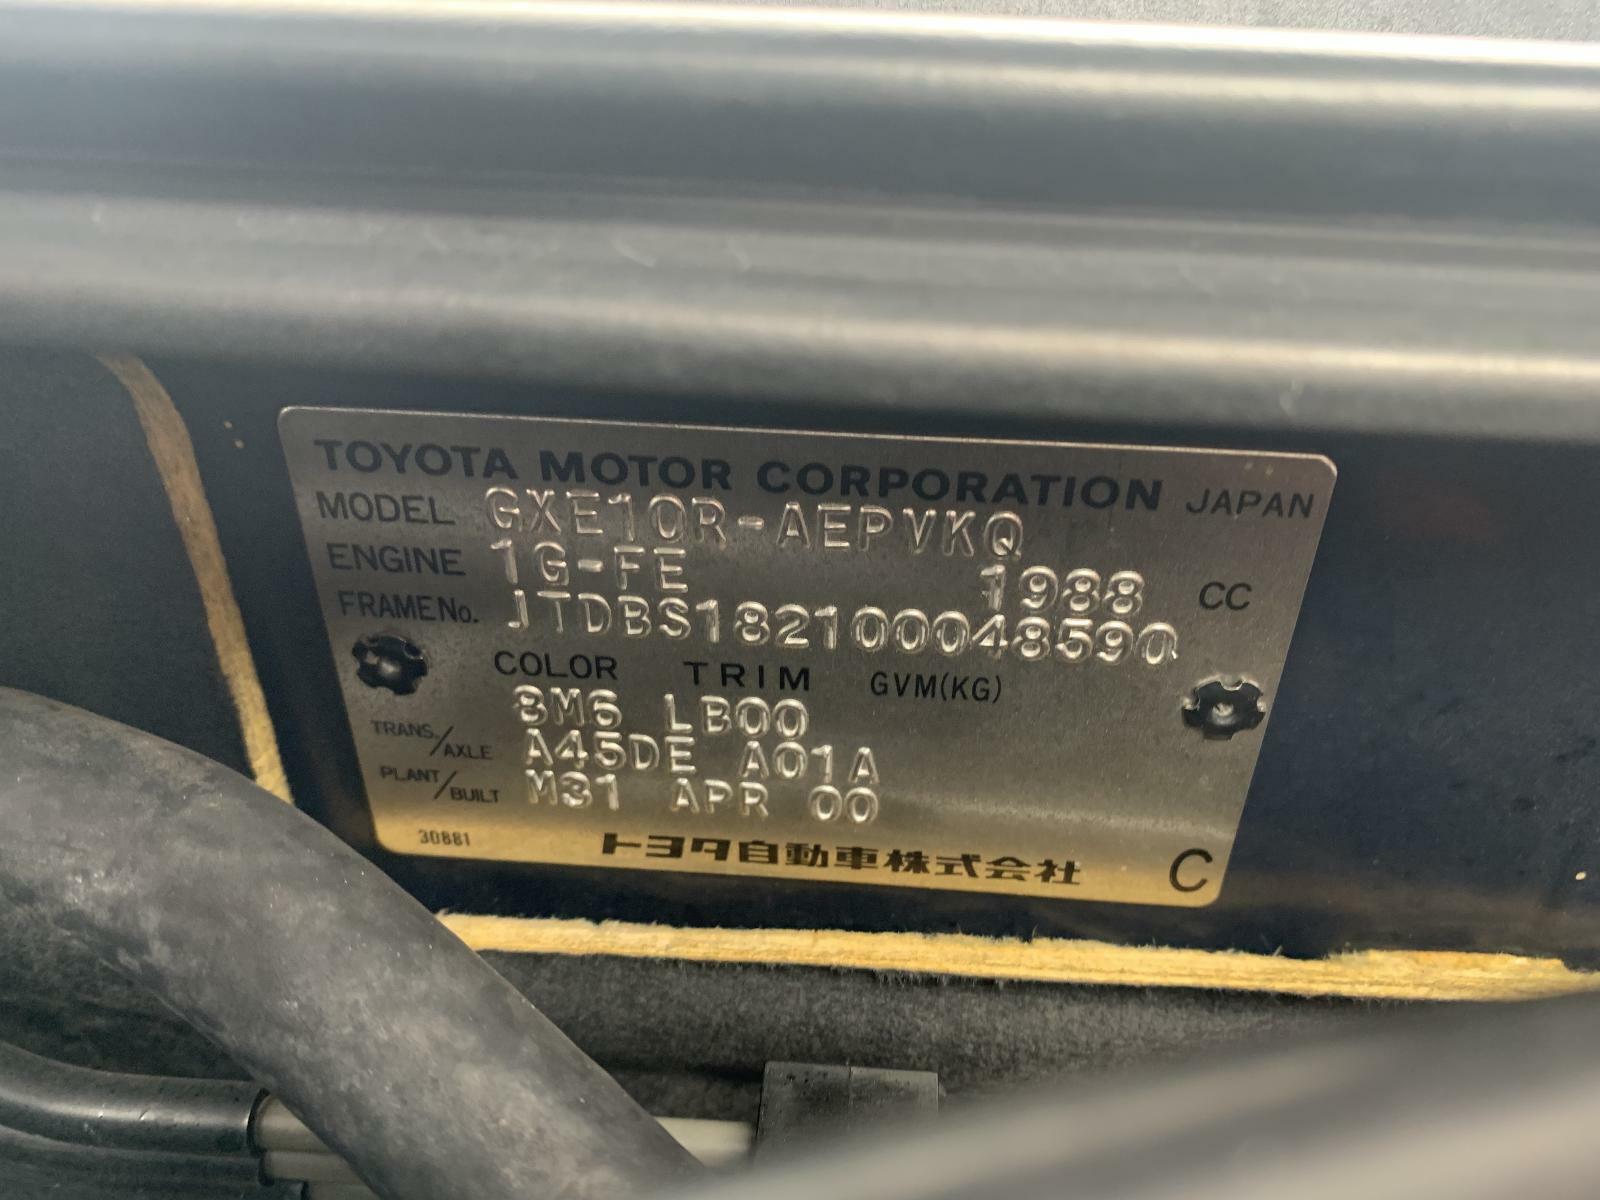 TOYOTA MOTOR CORPORATION JAPAN
MODEL GXE10R-AEPVKQ
ENGINE 1G-FE 1988 CC
FRAME No. JTDBS182100048590
COLOR TRIM GVM(KG)
8M6 LB00
TRANS./AXLE A45DE A01A
PLANT/BUILT M31 APR 00
30881 トヨタ自動車株式会社 C